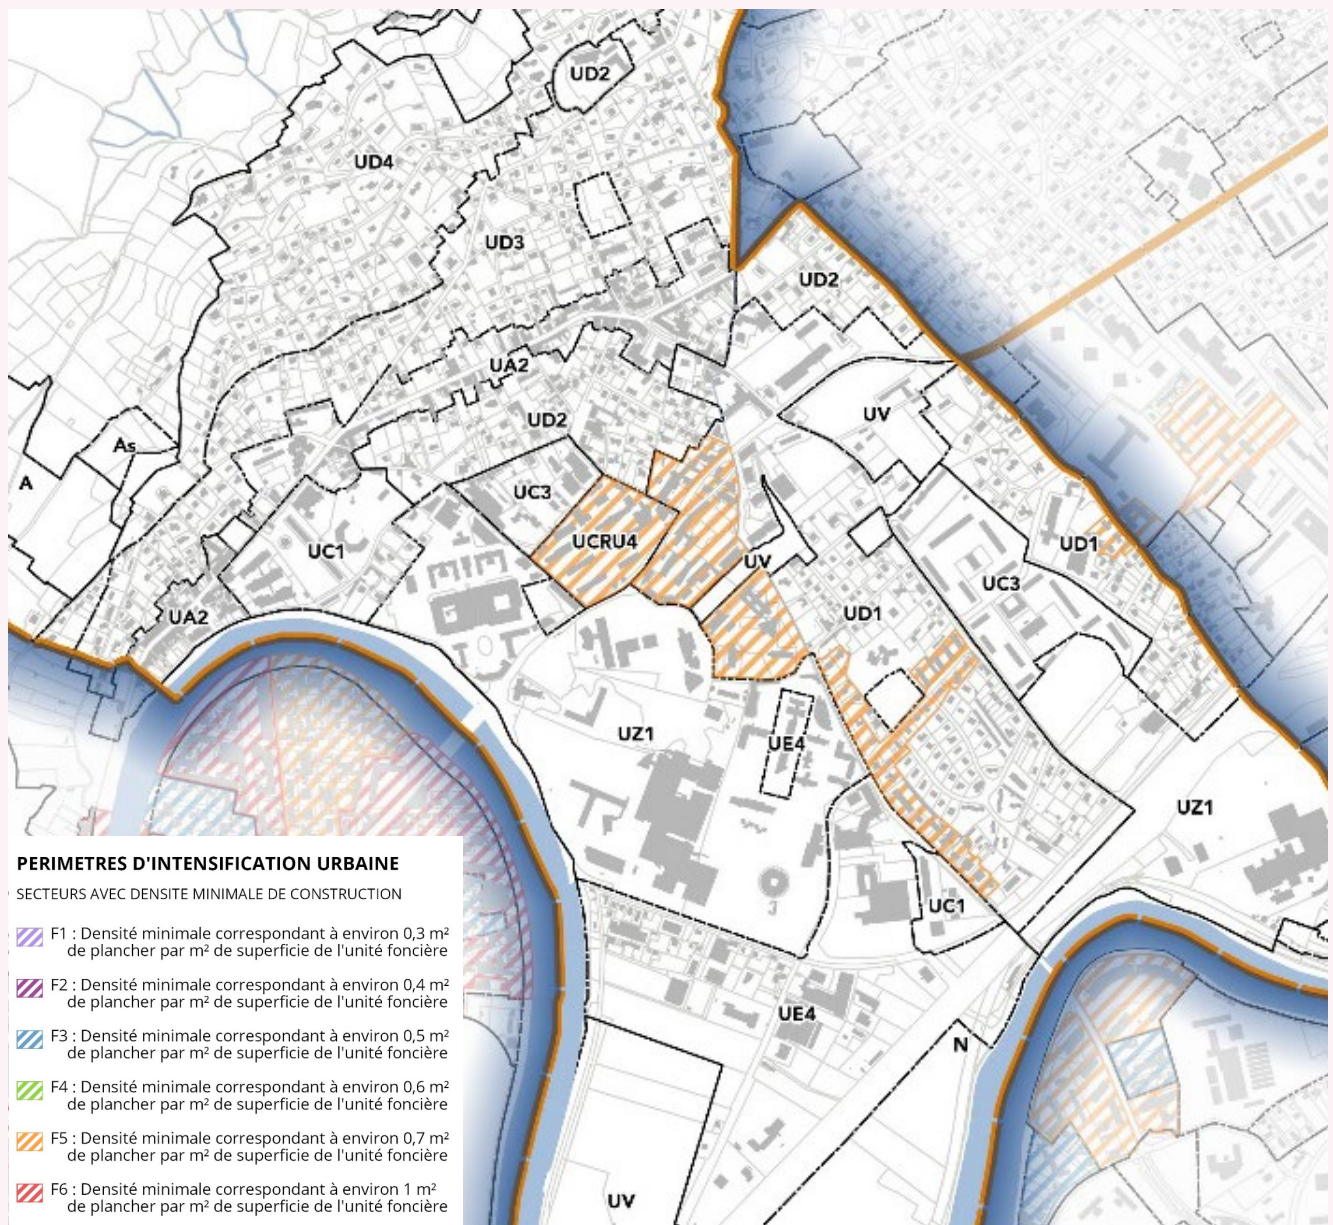 UD2
UD4
UD3
UD2
UA2
UD2
UV
As
A
UC3
UC1
UCRU4
UD1
UV
UC3
UA2
UD1
UZ1
UE4
UZ1
UC1
UE4
N
UV
PERIMETRES D'INTENSIFICATION URBAINE
SECTEURS AVEC DENSITE MINIMALE DE CONSTRUCTION
F1 : Densité minimale correspondant à environ 0,3 m²
de plancher par m² de superficie de l'unité foncière
F2 : Densité minimale correspondant à environ 0,4 m²
de plancher par m² de superficie de l'unité foncière
F3 : Densité minimale correspondant à environ 0,5 m²
de plancher par m² de superficie de l'unité foncière
F4 : Densité minimale correspondant à environ 0,6 m²
de plancher par m² de superficie de l'unité foncière
F5 : Densité minimale correspondant à environ 0,7 m²
de plancher par m² de superficie de l'unité foncière
F6 : Densité minimale correspondant à environ 1 m²
de plancher par m² de superficie de l'unité foncière